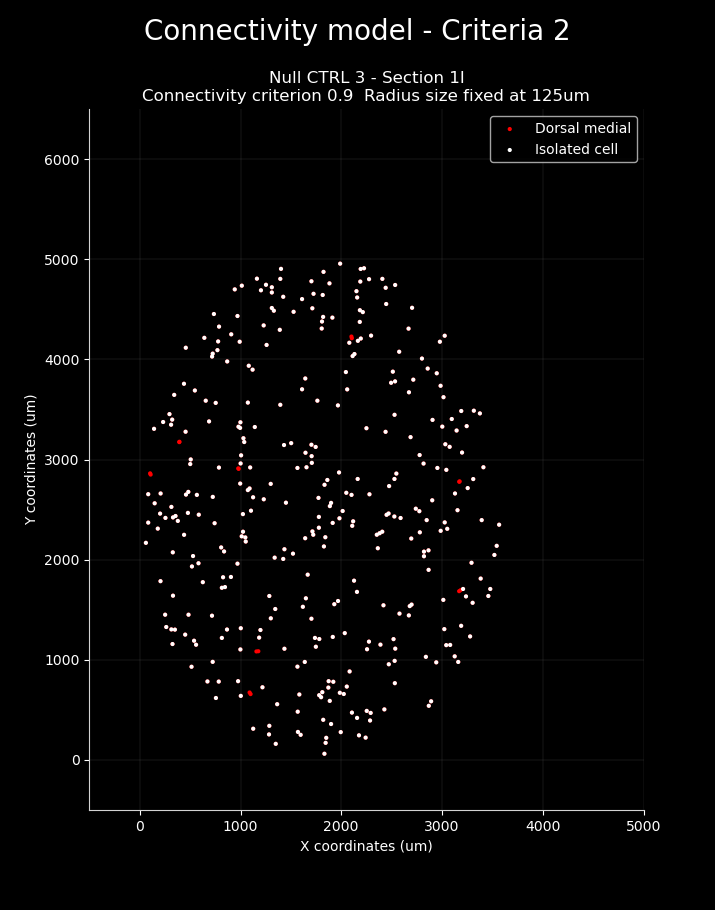 Connectivity model - Criteria 2
Null CTRL 3 - Section 1l
Connectivity criterion 0.9  Radius size fixed at 125um
Dorsal medial
Isolated cell
6000
5000
4000
3000
2000
1000
0
Y coordinates (um)
0
1000
2000
3000
4000
5000
X coordinates (um)